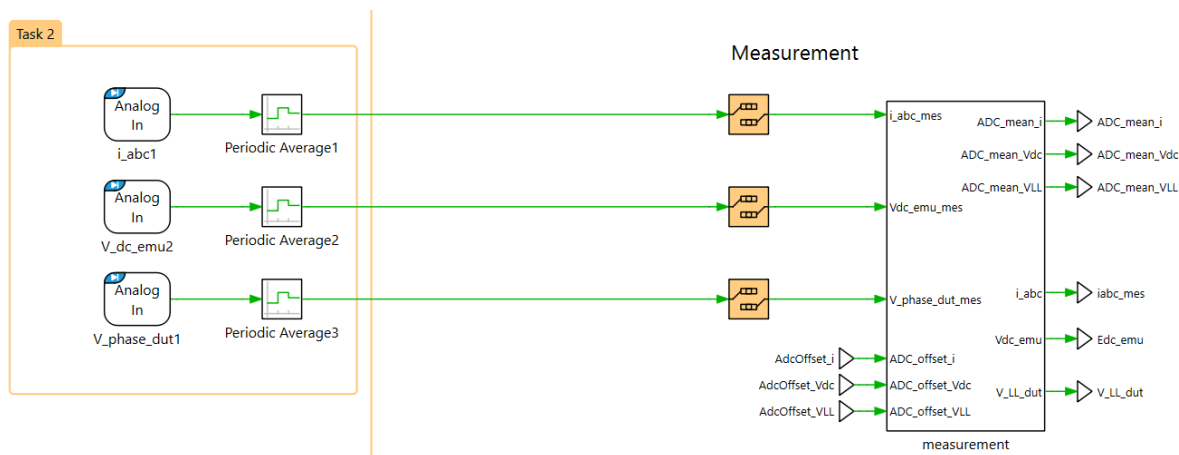 Task 2
Analog
In
i_abc1
Periodic Average1
Analog
In
V_dc_emu2
Periodic Average2
Analog
In
V_phase_dut1
Periodic Average3
Measurement
i_abc_mes
Vdc_emu_mes
V_phase_dut_mes
AdcOffset_i
ADC_offset_i
AdcOffset_Vdc
ADC_offset_Vdc
AdcOffset_VLL
ADC_offset_VLL
ADC_mean_i
ADC_mean_i
ADC_mean_Vdc
ADC_mean_Vdc
ADC_mean_VLL
ADC_mean_VLL
i_abc
iabc_mes
Vdc_emu
Edc_emu
V_LL_dut
V_LL_dut
measurement